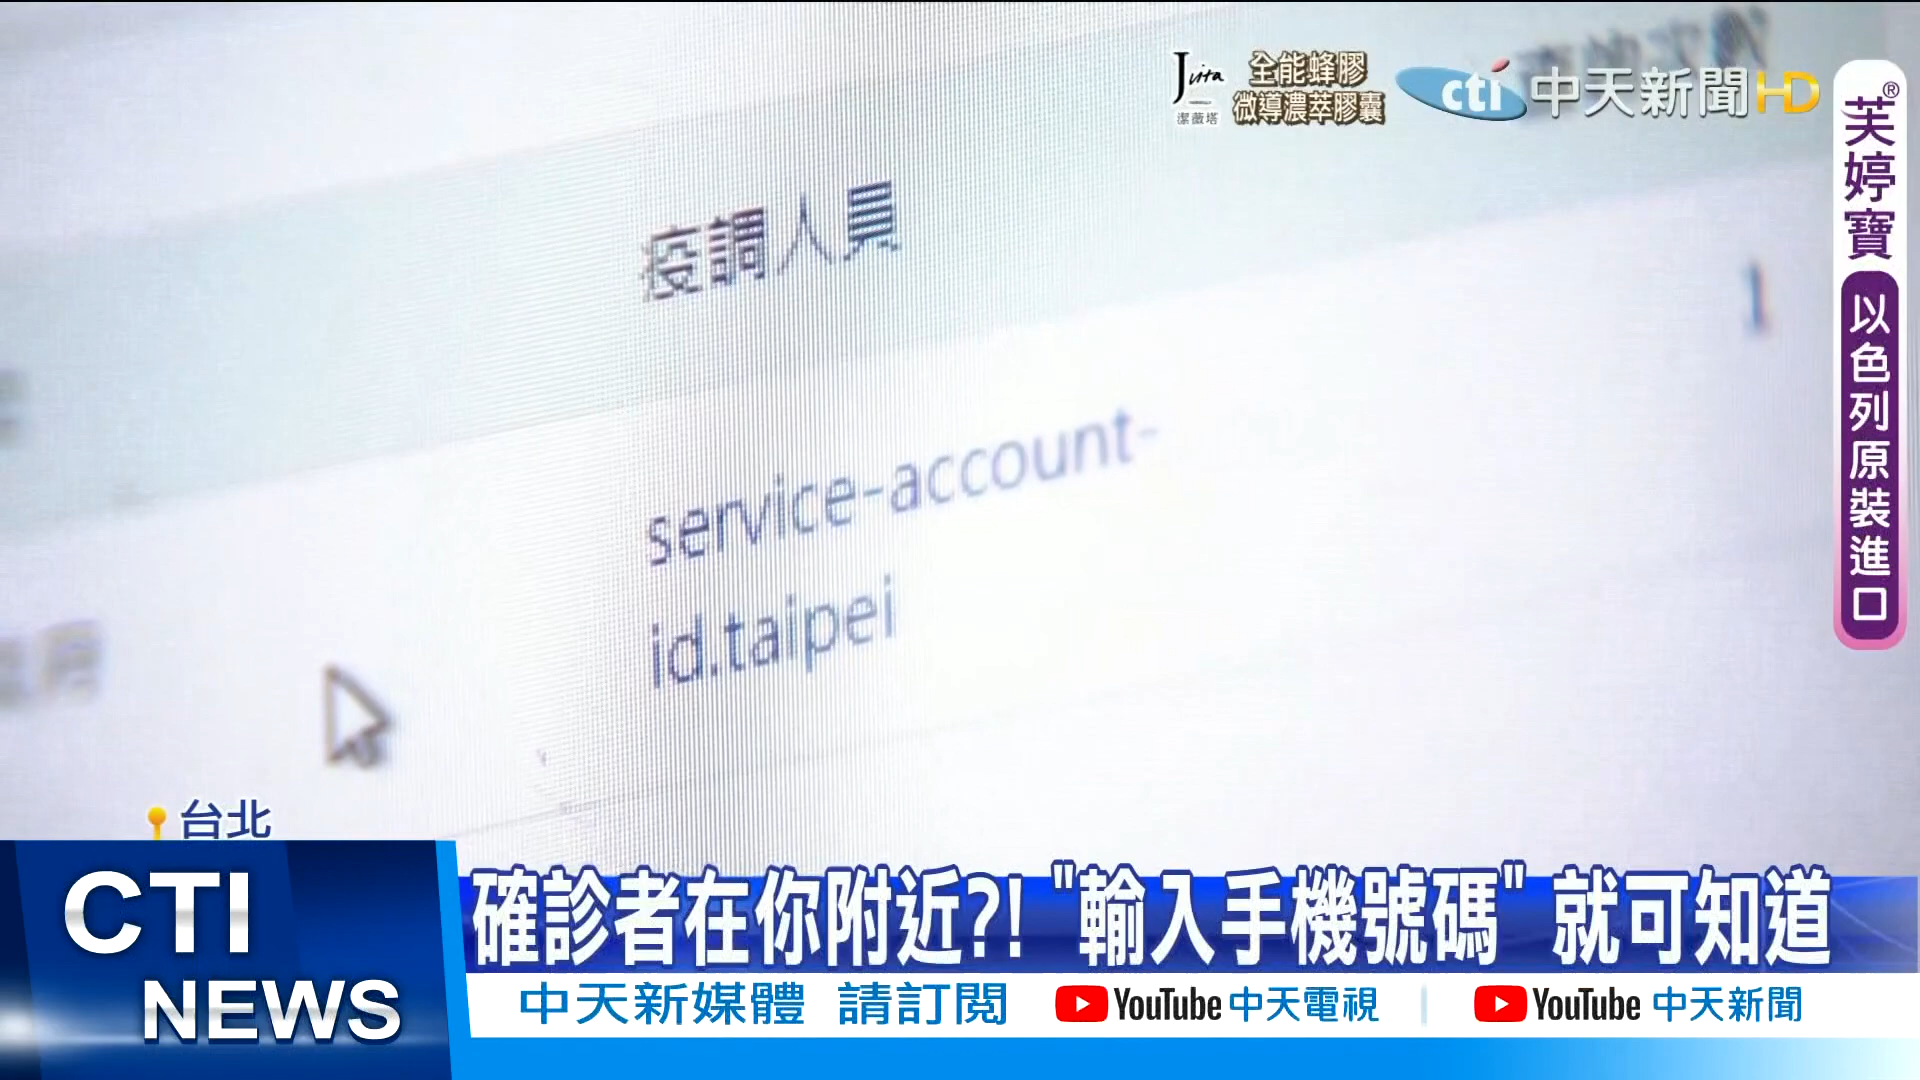 Jvita
潔薇塔
全能蜂膠
微導濃萃膠囊
cti 中天新聞HD
芙婷寶®
以色列原裝進口
疫調人員
1
service-account-
id.taipei
台北
CTI
NEWS
確診者在你附近?! "輸入手機號碼" 就可知道
中天新媒體 請訂閱 YouTube 中天電視 | YouTube 中天新聞